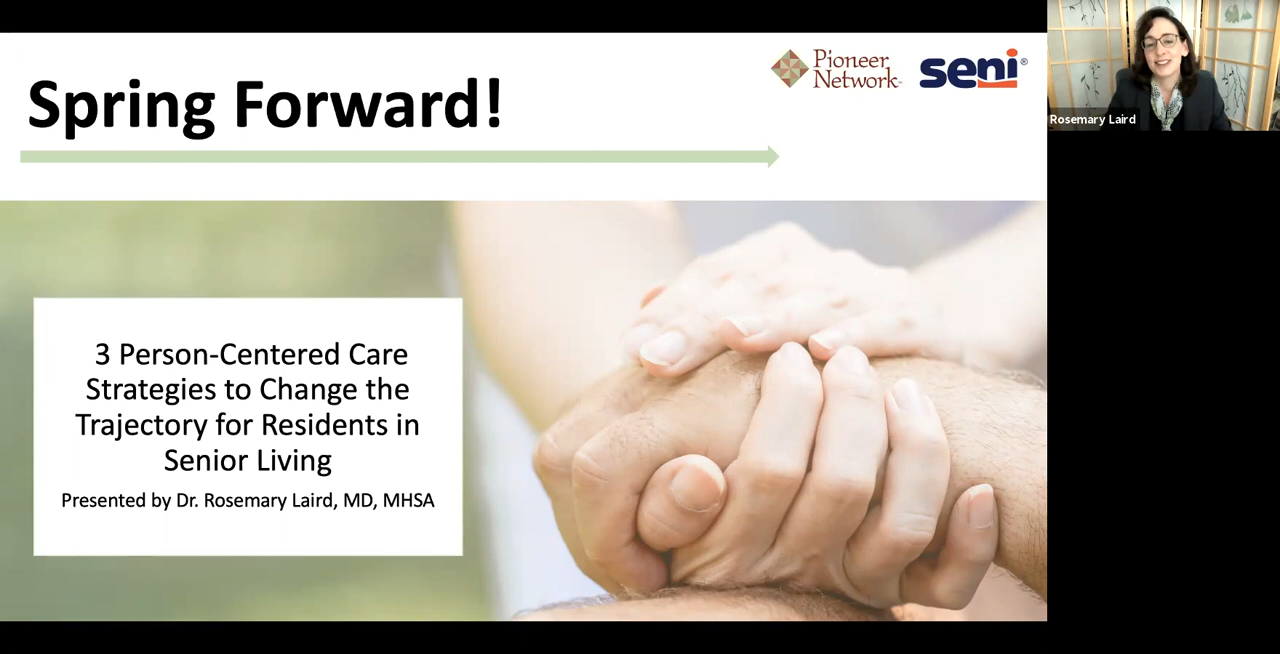 Spring Forward!
Pioneer
Network™
seni®
Rosemary Laird
3 Person-Centered Care
Strategies to Change the
Trajectory for Residents in
Senior Living
Presented by Dr. Rosemary Laird, MD, MHSA